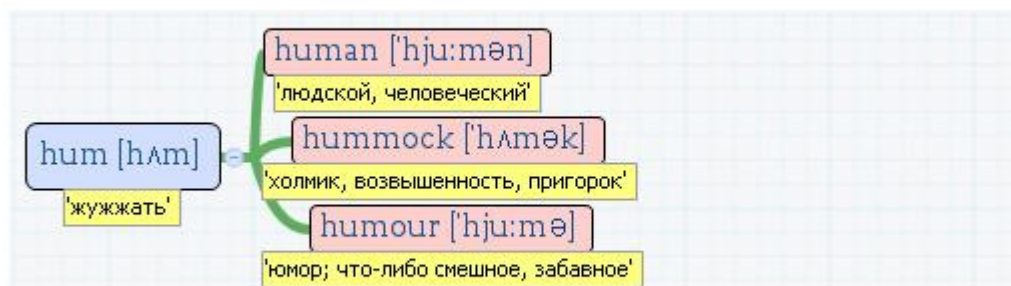 human ['hju:mən]
'людской, человеческий'
hum [hʌm]
'жужжать'
hummock ['hʌmək]
'холмик, возвышенность, пригорок'
humour ['hju:mə]
'юмор; что-либо смешное, забавное'